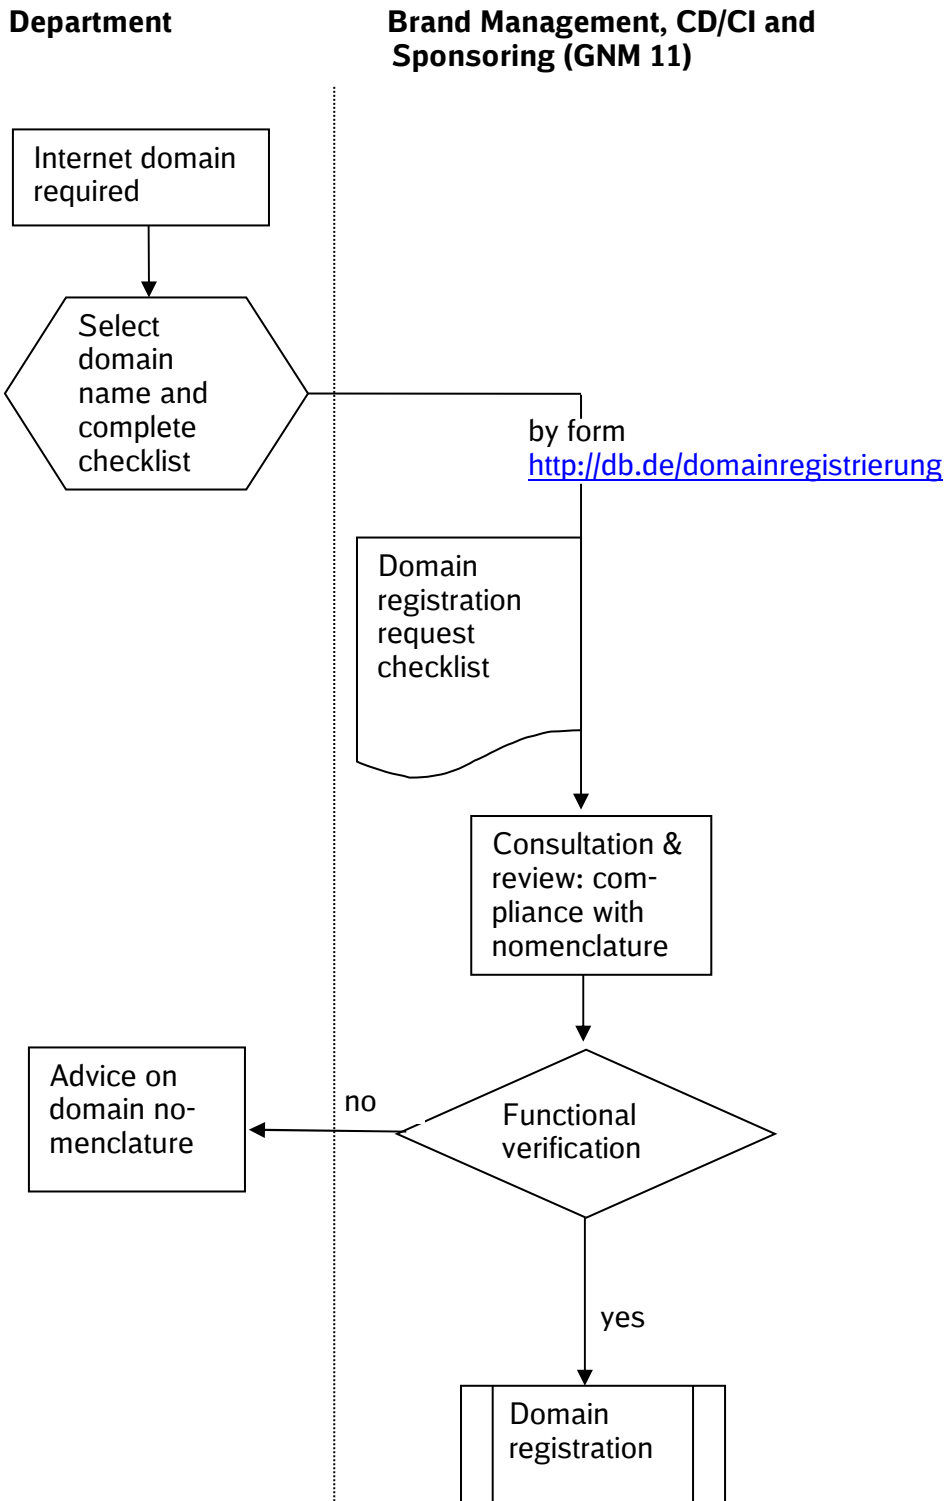 Department
Brand Management, CD/CI and
Sponsoring (GNM 11)
Internet domain
required
Select
domain
name and
complete
checklist
by form
http://db.de/domainregistrierung
Domain
registration
request
checklist
Consultation &
review: com-
pliance with
nomenclature
Advice on
domain no-
menclature
no
Functional
verification
yes
Domain
registration